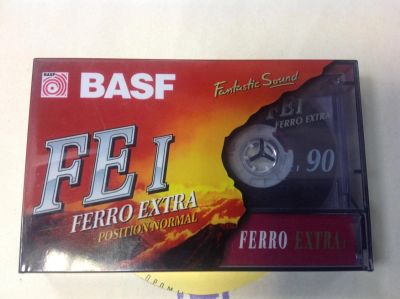 BASF
Fantastic Sound
FE I
FERRO EXTRA
90
FE I
FERRO EXTRA
POSITION NORMAL
FERRO EXTRA